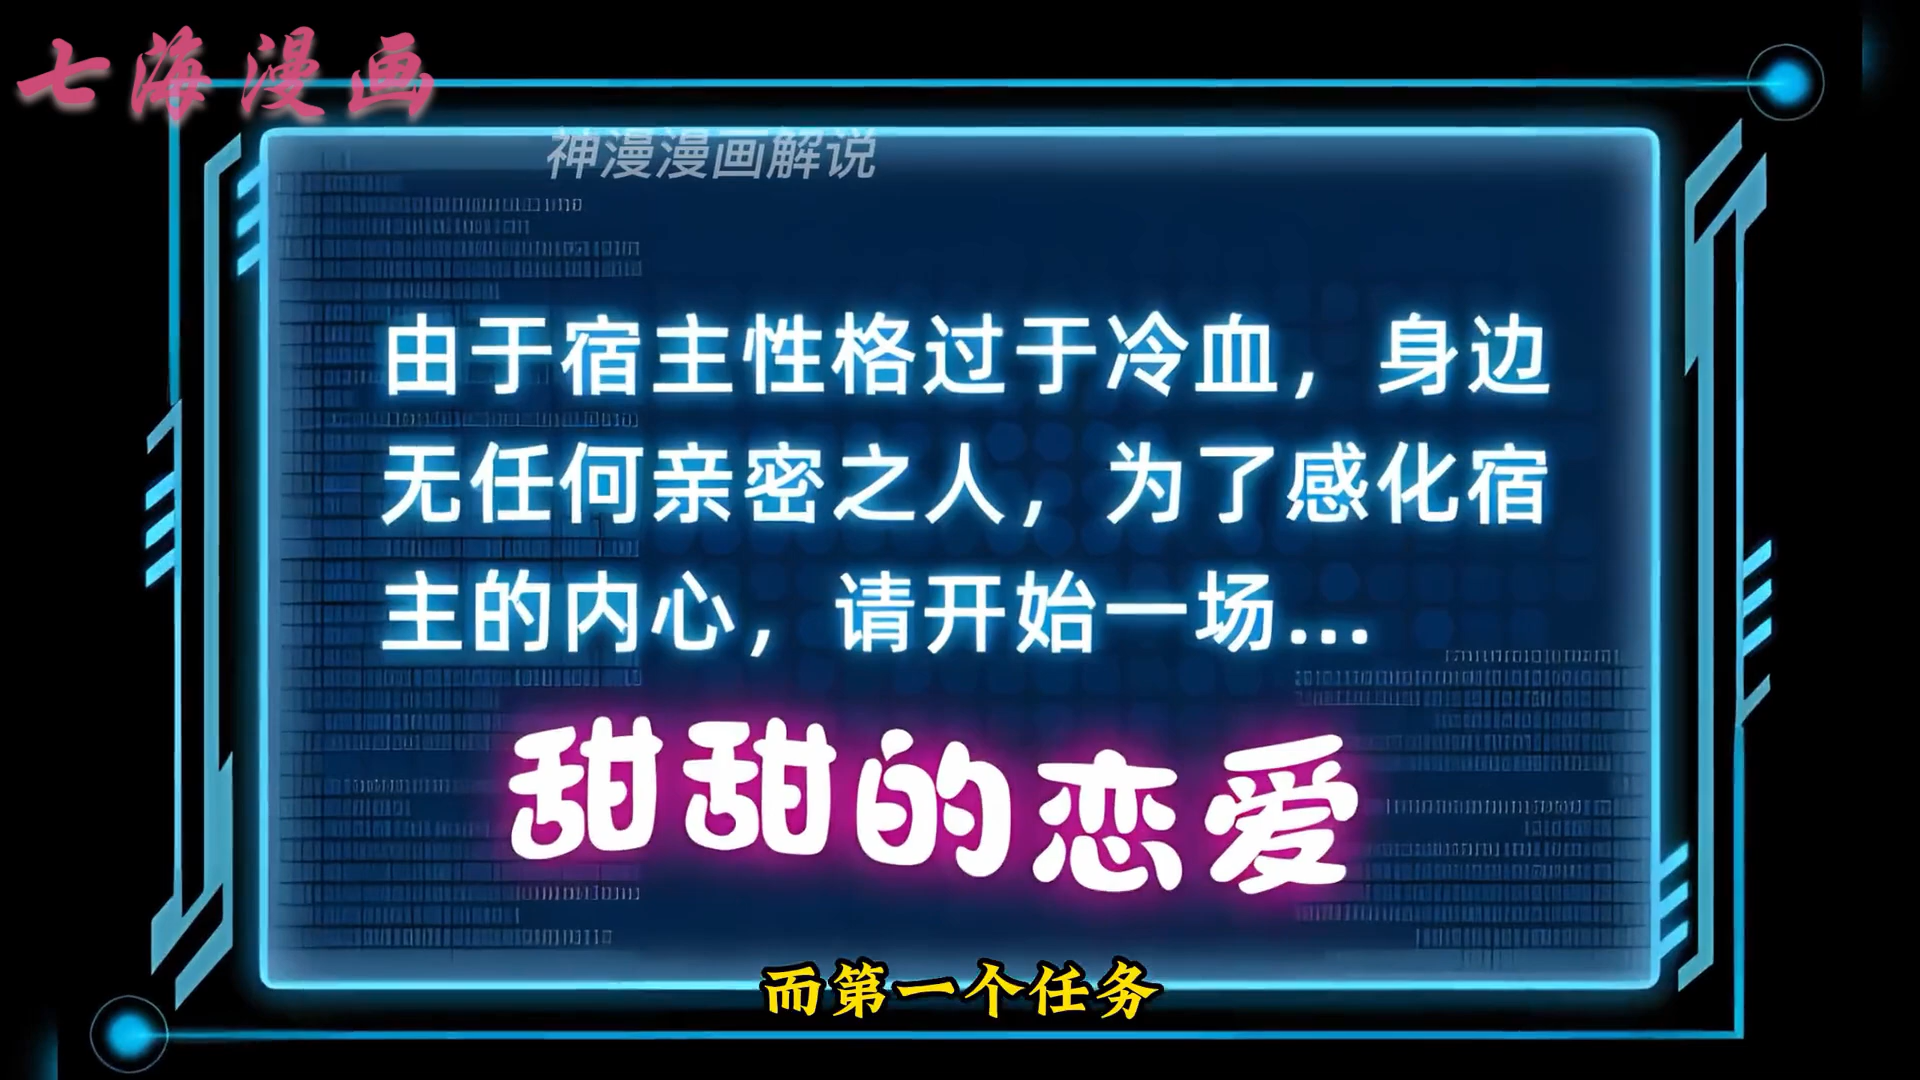 七海漫画
神漫漫画解说
由于宿主性格过于冷血，身边
无任何亲密之人，为了感化宿
主的内心，请开始一场...
甜甜的恋爱
而第一个任务